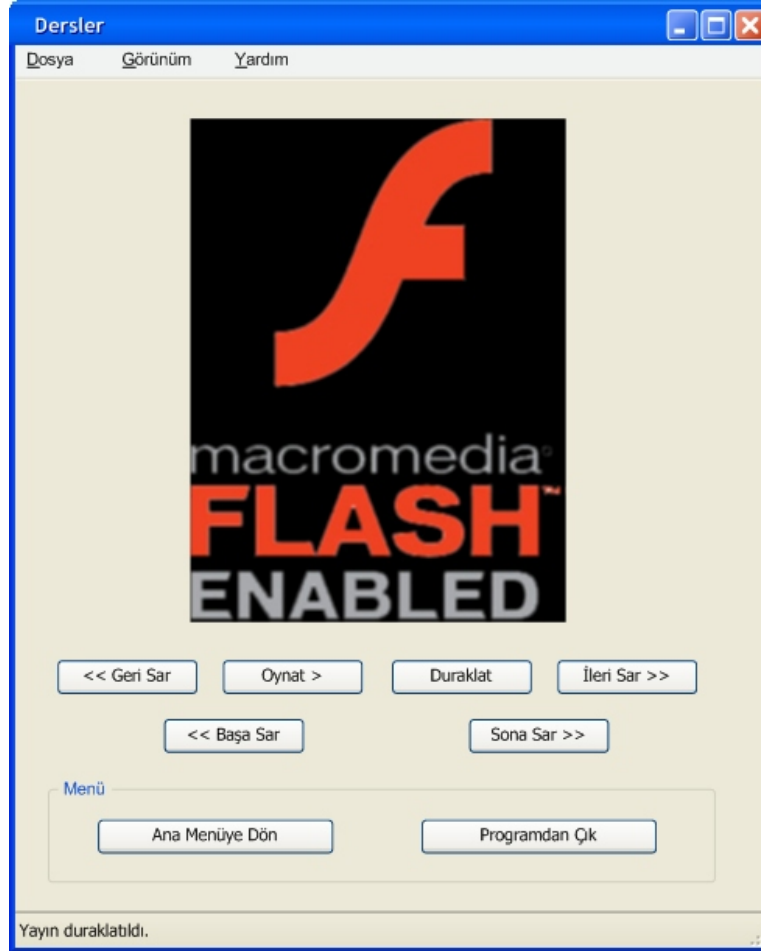 Dersler
Dosya Görünüm Yardım
macromedia
FLASH™
ENABLED
<< Geri Sar Oynat > Duraklat İleri Sar >>
<< Başa Sar Sona Sar >>
Menü
Ana Menüye Dön Programdan Çık
Yayın duraklatıldı.